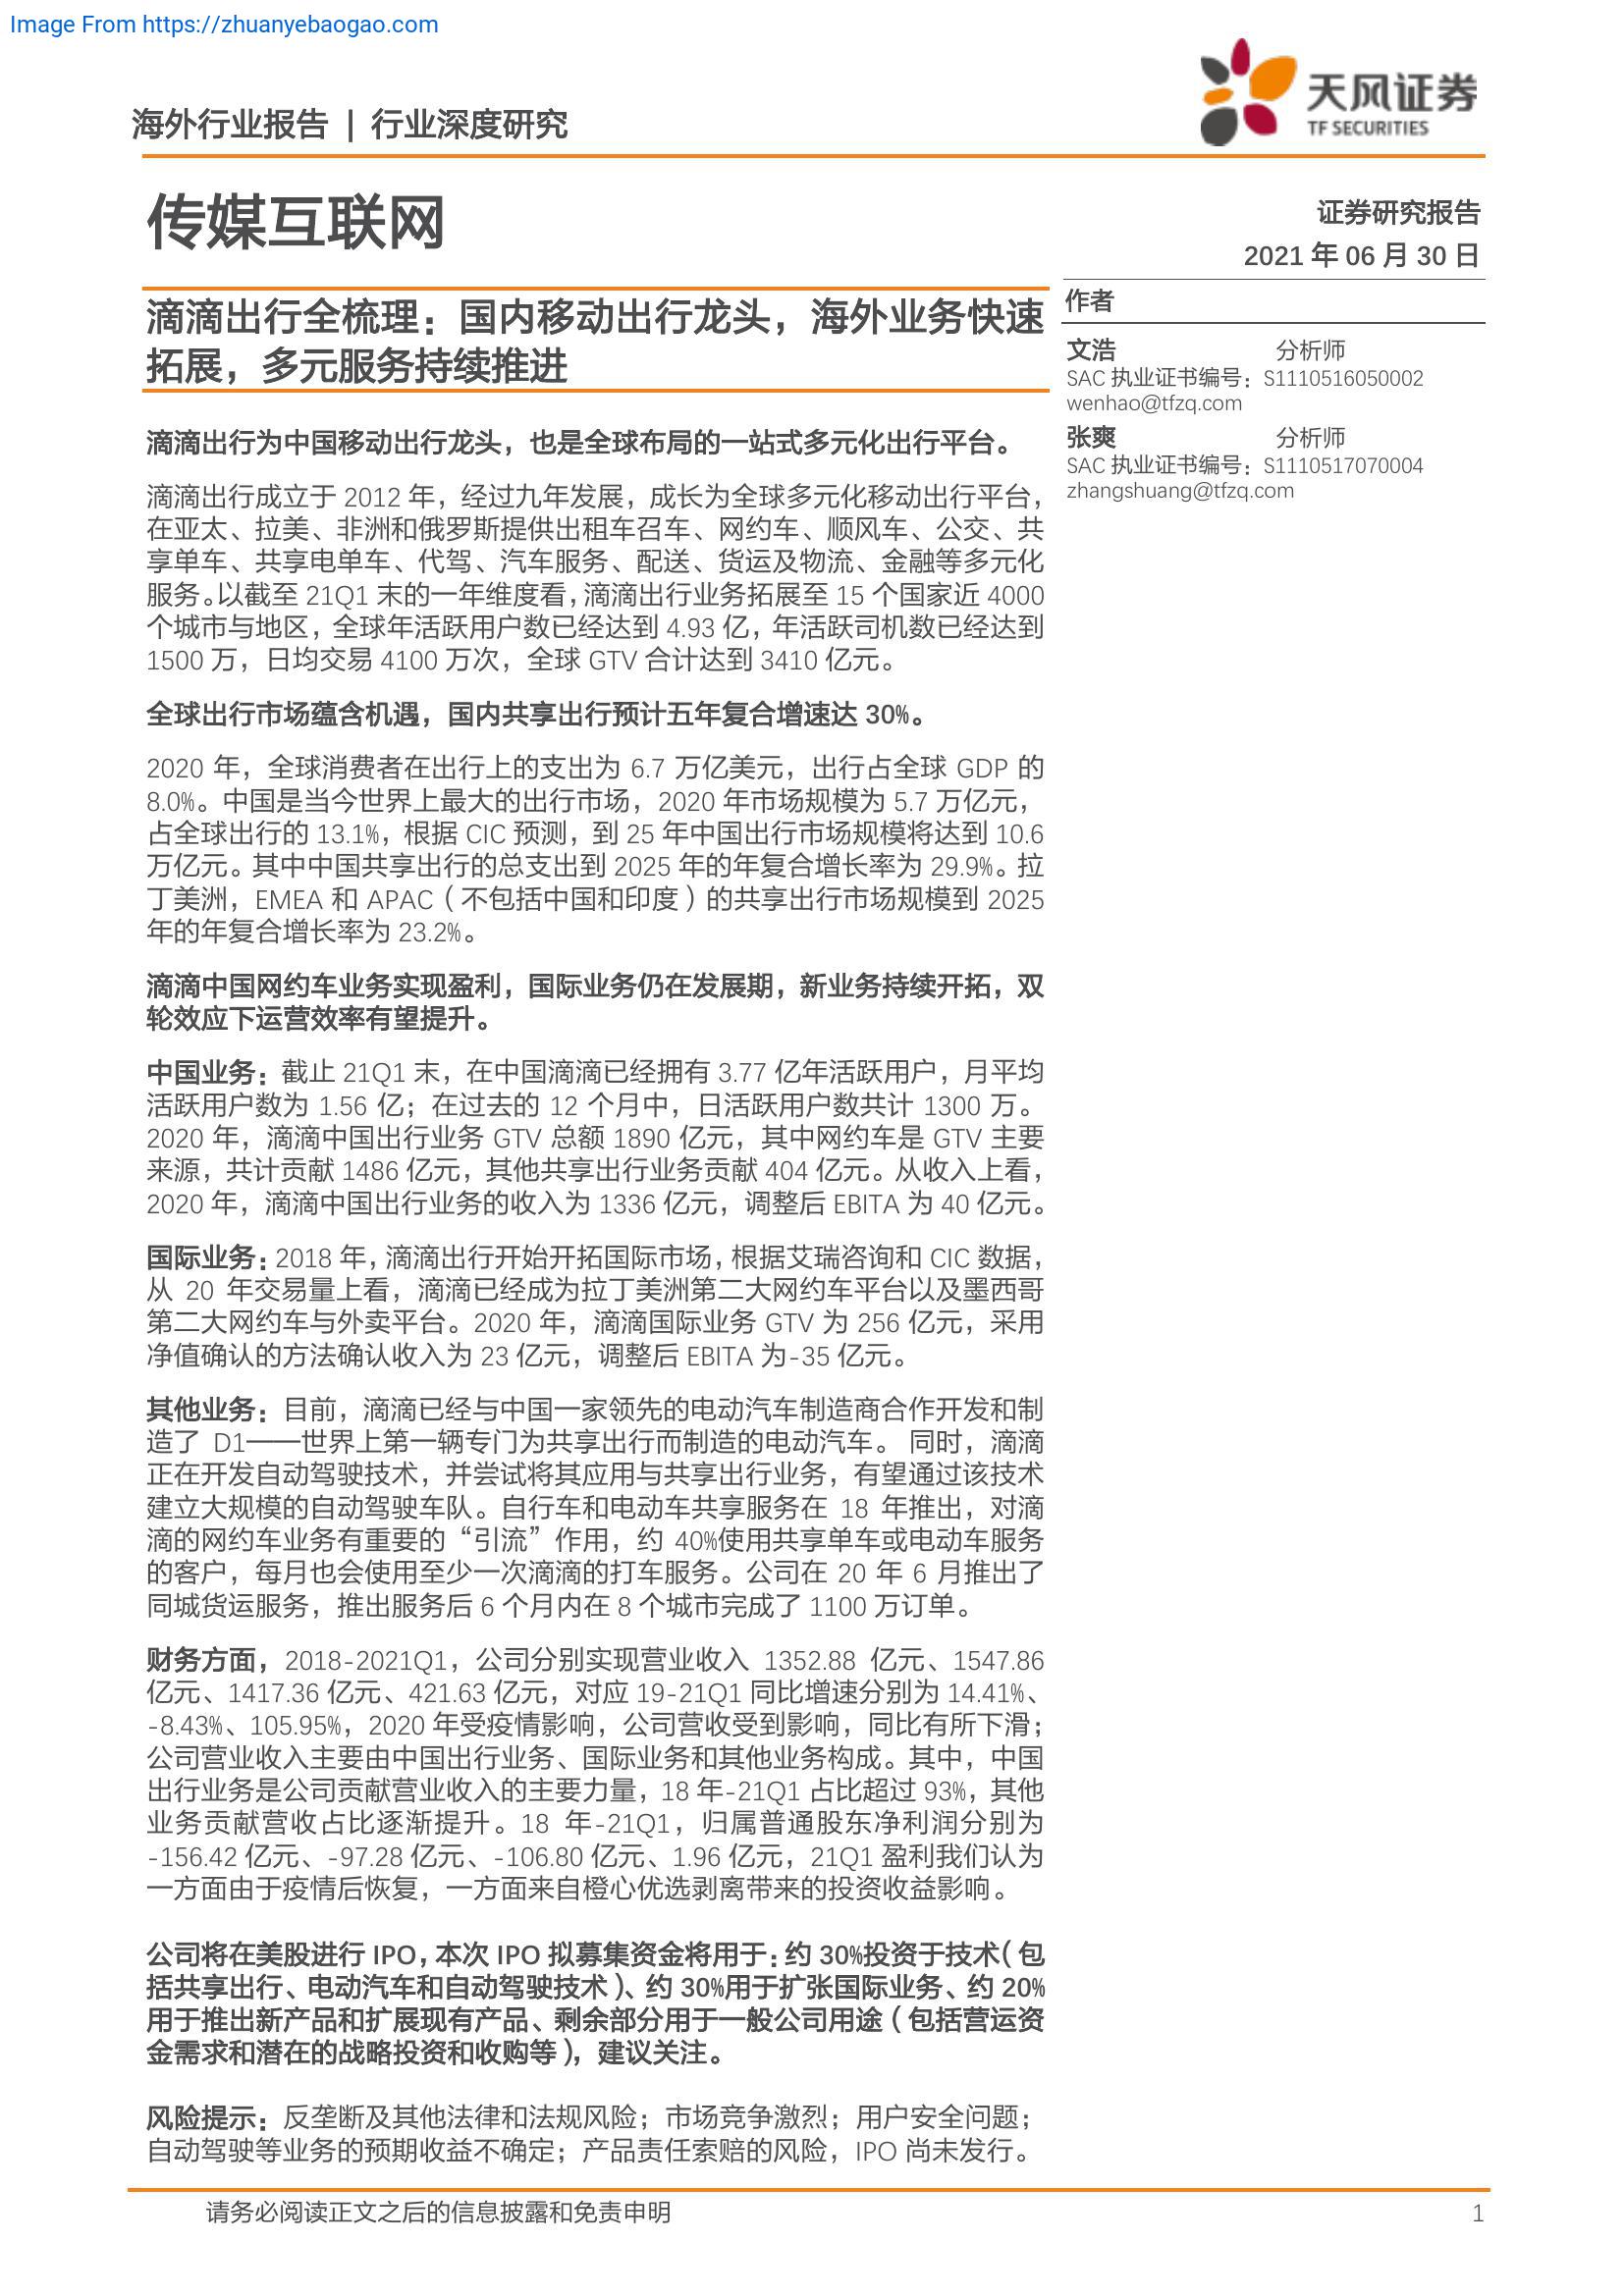 Image From https://zhuanyebaogao.com
天风证券
TF SECURITIES
海外行业报告 | 行业深度研究
传媒互联网
证券研究报告
2021 年 06 月 30 日
滴滴出行全梳理：国内移动出行龙头，海外业务快速
拓展，多元服务持续推进
作者
文浩 分析师
SAC 执业证书编号：S1110516050002
wenhao@tfzq.com
张爽 分析师
SAC 执业证书编号：S1110517070004
zhangshuang@tfzq.com
滴滴出行为中国移动出行龙头，也是全球布局的一站式多元化出行平台。
滴滴出行成立于 2012 年，经过九年发展，成长为全球多元化移动出行平台，
在亚太、拉美、非洲和俄罗斯提供出租车召车、网约车、顺风车、公交、共
享单车、共享电单车、代驾、汽车服务、配送、货运及物流、金融等多元化
服务。以截至 21Q1 末的一年维度看，滴滴出行业务拓展至 15 个国家近 4000
个城市与地区，全球年活跃用户数已经达到 4.93 亿，年活跃司机数已经达到
1500 万，日均交易 4100 万次，全球 GTV 合计达到 3410 亿元。
全球出行市场蕴含机遇，国内共享出行预计五年复合增速达 30%。
2020 年，全球消费者在出行上的支出为 6.7 万亿美元，出行占全球 GDP 的
8.0%。中国是当今世界上最大的出行市场，2020 年市场规模为 5.7 万亿元，
占全球出行的 13.1%，根据 CIC 预测，到 25 年中国出行市场规模将达到 10.6
万亿元。其中中国共享出行的总支出到 2025 年的年复合增长率为 29.9%。拉
丁美洲，EMEA 和 APAC（不包括中国和印度）的共享出行市场规模到 2025
年的年复合增长率为 23.2%。
滴滴中国网约车业务实现盈利，国际业务仍在发展期，新业务持续开拓，双
轮效应下运营效率有望提升。
中国业务：截止 21Q1 末，在中国滴滴已经拥有 3.77 亿年活跃用户，月平均
活跃用户数为 1.56 亿；在过去的 12 个月中，日活跃用户数共计 1300 万。
2020 年，滴滴中国出行业务 GTV 总额 1890 亿元，其中网约车是 GTV 主要
来源，共计贡献 1486 亿元，其他共享出行业务贡献 404 亿元。从收入上看，
2020 年，滴滴中国出行业务的收入为 1336 亿元，调整后 EBITA 为 40 亿元。
国际业务：2018 年，滴滴出行开始开拓国际市场，根据艾瑞咨询和 CIC 数据，
从 20 年交易量上看，滴滴已经成为拉丁美洲第二大网约车平台以及墨西哥
第二大网约车与外卖平台。2020 年，滴滴国际业务 GTV 为 256 亿元，采用
净值确认的方法确认收入为 23 亿元，调整后 EBITA 为-35 亿元。
其他业务：目前，滴滴已经与中国一家领先的电动汽车制造商合作开发和制
造了 D1——世界上第一辆专门为共享出行而制造的电动汽车。 同时，滴滴
正在开发自动驾驶技术，并尝试将其应用与共享出行业务，有望通过该技术
建立大规模的自动驾驶车队。自行车和电动车共享服务在 18 年推出，对滴
滴的网约车业务有重要的“引流”作用，约 40%使用共享单车或电动车服务
的客户，每月也会使用至少一次滴滴的打车服务。公司在 20 年 6 月推出了
同城货运服务，推出服务后 6 个月内在 8 个城市完成了 1100 万订单。
财务方面，2018-2021Q1，公司分别实现营业收入 1352.88 亿元、1547.86
亿元、1417.36 亿元、421.63 亿元，对应 19-21Q1 同比增速分别为 14.41%、
-8.43%、105.95%，2020 年受疫情影响，公司营收受到影响，同比有所下滑；
公司营业收入主要由中国出行业务、国际业务和其他业务构成。其中，中国
出行业务是公司贡献营业收入的主要力量，18 年-21Q1 占比超过 93%，其他
业务贡献营收占比逐渐提升。18 年-21Q1，归属普通股东净利润分别为
-156.42 亿元、-97.28 亿元、-106.80 亿元、1.96 亿元，21Q1 盈利我们认为
一方面由于疫情后恢复，一方面来自橙心优选剥离带来的投资收益影响。
公司将在美股进行 IPO，本次 IPO 拟募集资金将用于：约 30%投资于技术（包
括共享出行、电动汽车和自动驾驶技术）、约 30%用于扩张国际业务、约 20%
用于推出新产品和扩展现有产品、剩余部分用于一般公司用途（包括营运资
金需求和潜在的战略投资和收购等），建议关注。
风险提示：反垄断及其他法律和法规风险；市场竞争激烈；用户安全问题；
自动驾驶等业务的预期收益不确定；产品责任索赔的风险，IPO 尚未发行。
请务必阅读正文之后的信息披露和免责申明 1